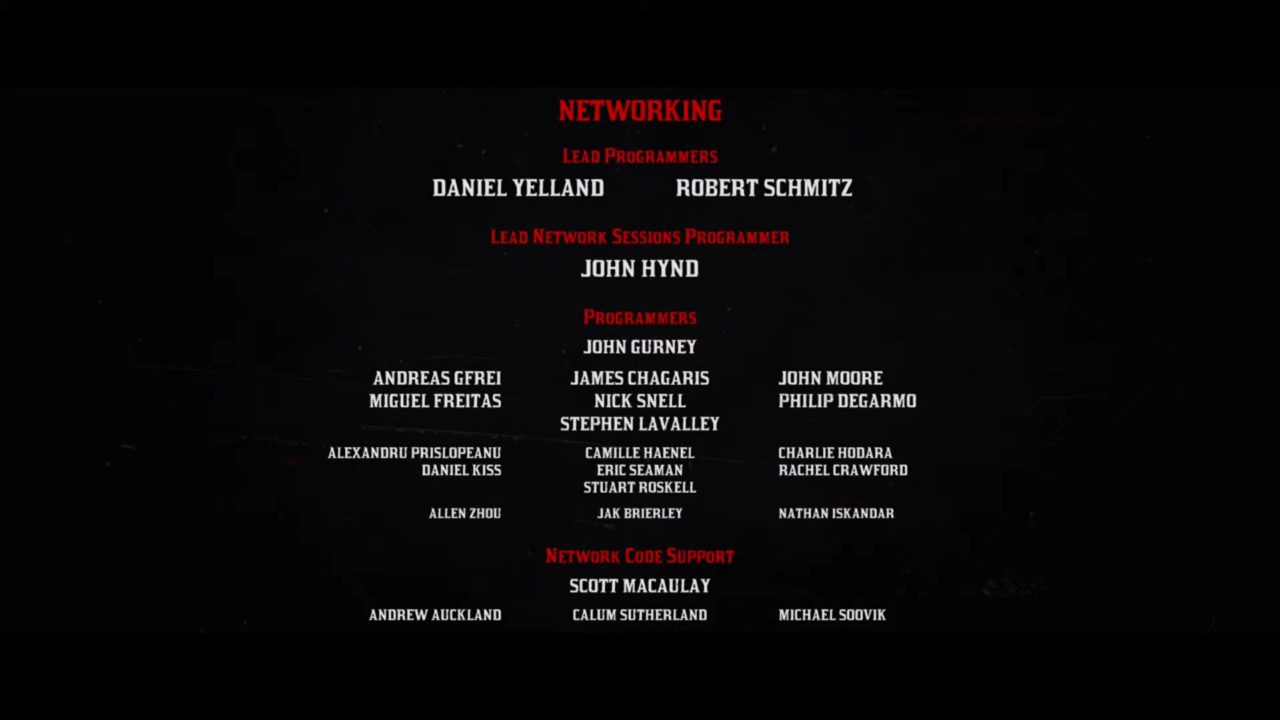 NETWORKING
LEAD PROGRAMMERS
DANIEL YELLAND ROBERT SCHMITZ
LEAD NETWORK SESSIONS PROGRAMMER
JOHN HYND
PROGRAMMERS
JOHN GURNEY
ANDREAS GFREI JAMES CHAGARIS JOHN MOORE
MIGUEL FREITAS NICK SNELL PHILIP DEGARMO
STEPHEN LAVALLEY
ALEXANDRU PRISLOPEANU CAMILLE HAENEL CHARLIE HODARA
DANIEL KISS ERIC SEAMAN RACHEL CRAWFORD
STUART ROSKELL
ALLEN ZHOU JAK BRIERLEY NATHAN ISKANDAR
NETWORK CODE SUPPORT
SCOTT MACAULAY
ANDREW AUCKLAND CALUM SUTHERLAND MICHAEL SOOVIK